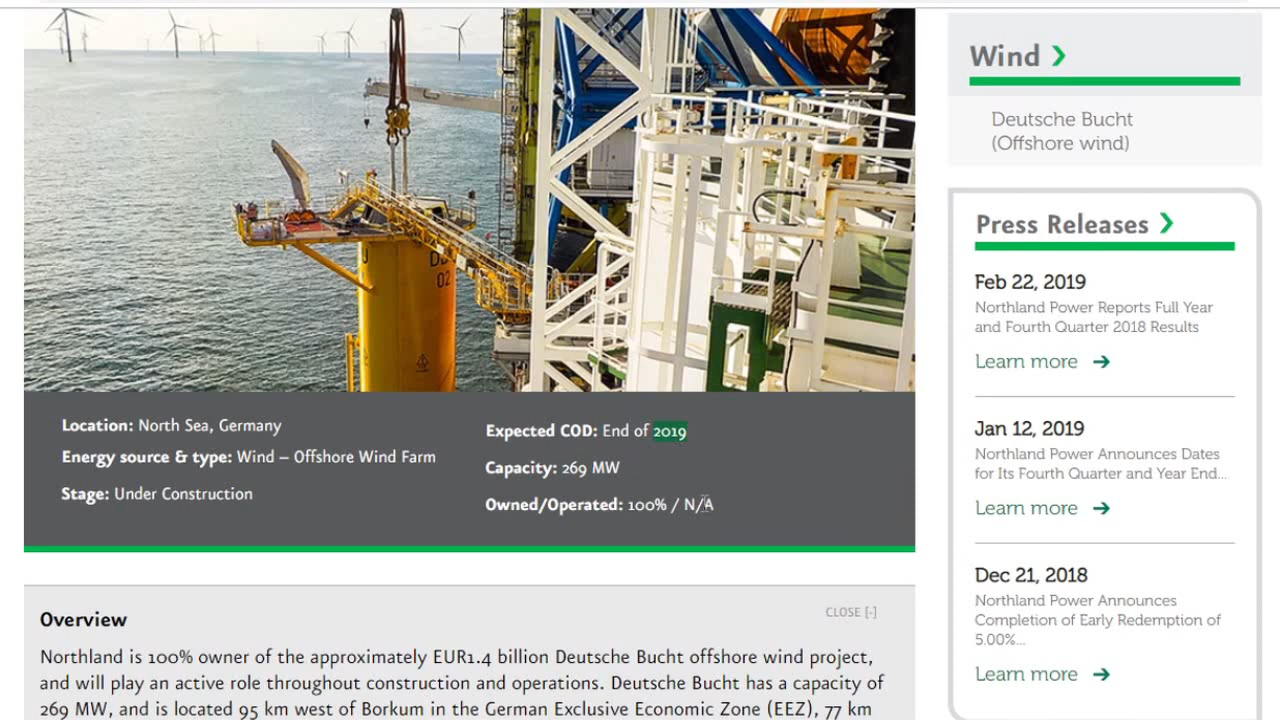 Wind
Deutsche Bucht
(Offshore wind)
Press Releases
Feb 22, 2019
Northland Power Reports Full Year
and Fourth Quarter 2018 Results
Learn more
Jan 12, 2019
Northland Power Announces Dates
for Its Fourth Quarter and Year End...
Learn more
Dec 21, 2018
Northland Power Announces
Completion of Early Redemption of
5.00%...
Learn more
02
Location: North Sea, Germany
Energy source & type: Wind – Offshore Wind Farm
Stage: Under Construction
Expected COD: End of 2019
Capacity: 269 MW
Owned/Operated: 100% / N/A
Overview
CLOSE [-]
Northland is 100% owner of the approximately EUR1.4 billion Deutsche Bucht offshore wind project,
and will play an active role throughout construction and operations. Deutsche Bucht has a capacity of
269 MW, and is located 95 km west of Borkum in the German Exclusive Economic Zone (EEZ), 77 km